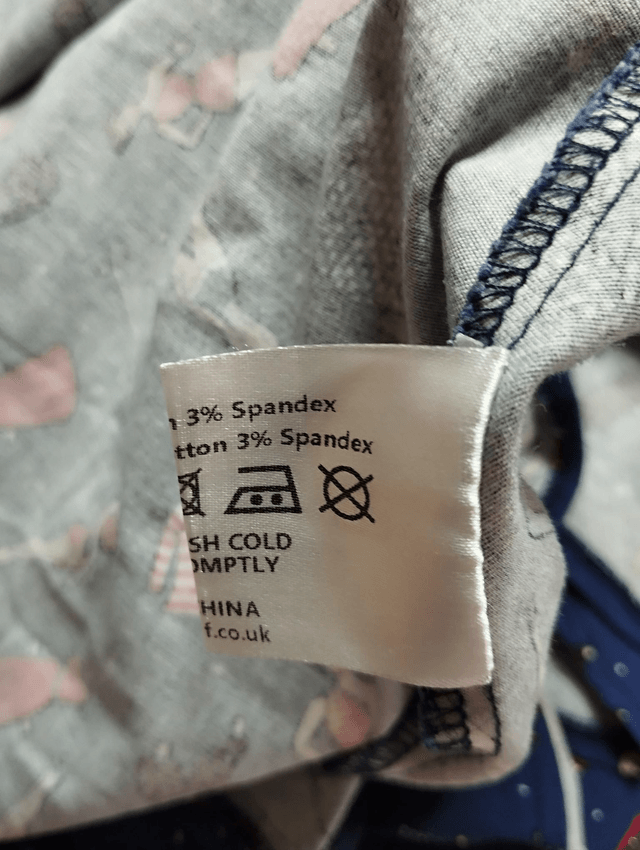 3% Spandex
tton 3% Spandex
SH COLD
OMPTLY
HINA
f.co.uk